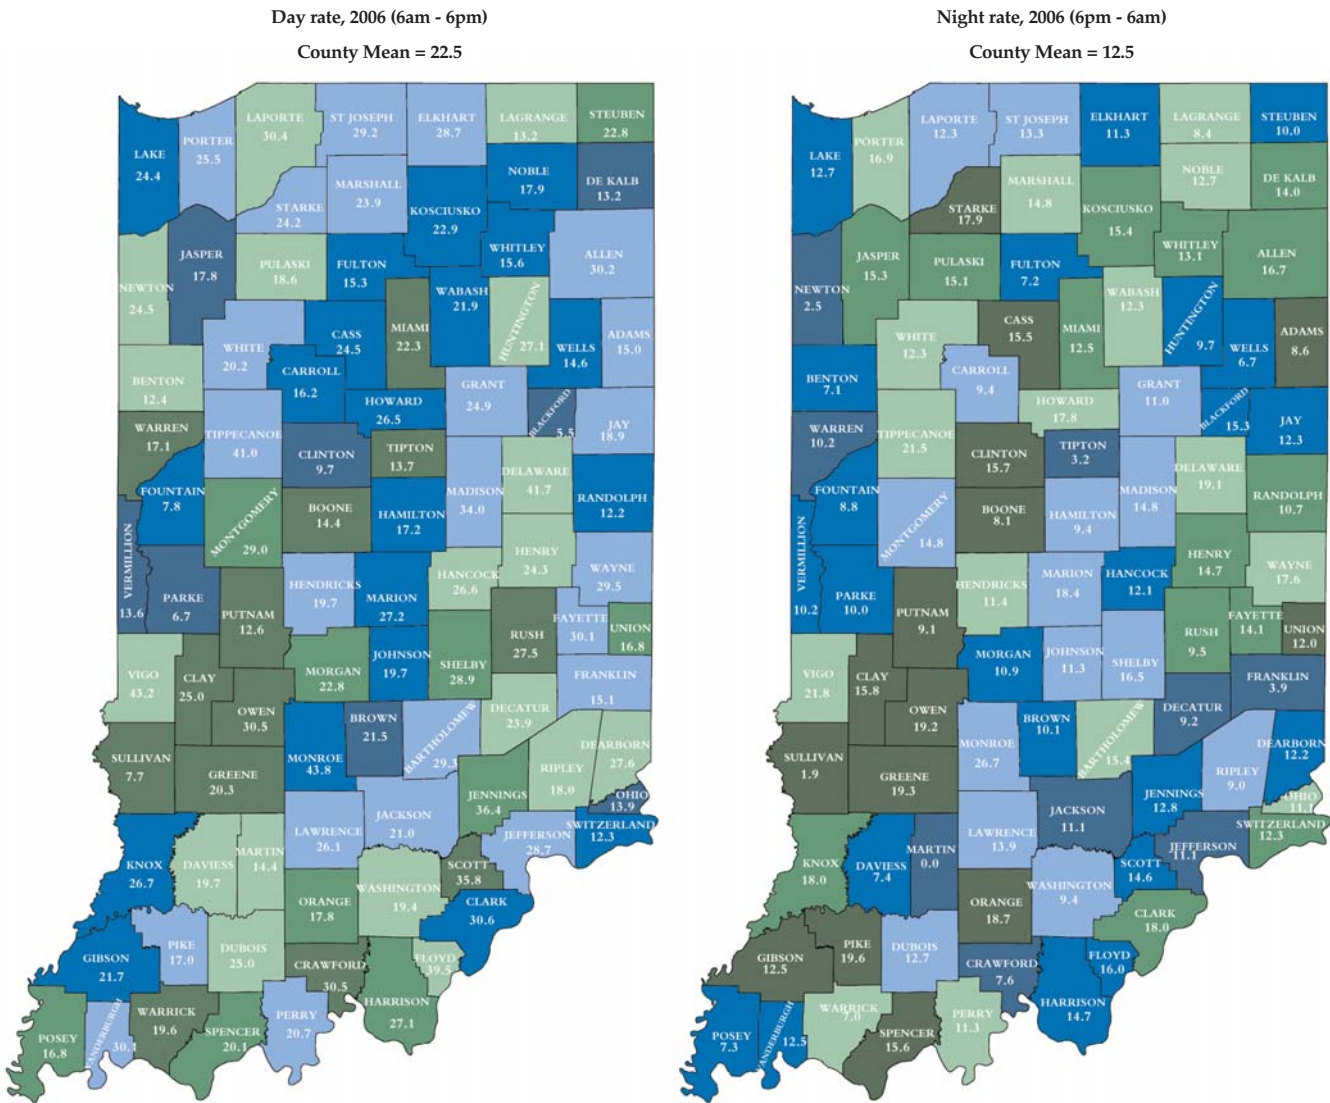 Day rate, 2006 (6am - 6pm)
County Mean = 22.5
LAKE
24.4
PORTER
25.5
LAPORTE
30.4
ST JOSEPH
29.2
ELKHART
28.7
LAGRANGE
13.2
STEUBEN
22.8
NOBLE
17.9
DE KALB
13.2
STARKE
24.2
MARSHALL
23.9
KOSCIUSKO
22.9
WHITLEY
15.6
ALLEN
30.2
NEWTON
24.5
JASPER
17.8
PULASKI
18.6
FULTON
15.3
WABASH
21.9
HUNTINGTON
27.1
WHITE
20.2
CASS
24.5
MIAMI
22.3
WELLS
14.6
ADAMS
15.0
BENTON
12.4
CARROLL
16.2
HOWARD
26.5
GRANT
24.9
BLACKFORD
5.5
JAY
18.9
WARREN
17.1
TIPPECANOE
41.0
CLINTON
9.7
TIPTON
13.7
DELAWARE
41.7
FOUNTAIN
7.8
MONTGOMERY
29.0
BOONE
14.4
HAMILTON
17.2
MADISON
34.0
RANDOLPH
12.2
VERMILLION
13.6
PARKE
6.7
PUTNAM
12.6
HENDRICKS
19.7
MARION
27.2
HANCOCK
26.6
HENRY
24.3
WAYNE
29.5
FAYETTE
30.1
UNION
16.8
RUSH
27.5
VIGO
43.2
CLAY
25.0
MORGAN
22.8
JOHNSON
19.7
SHELBY
28.9
FRANKLIN
15.1
OWEN
30.5
BROWN
21.5
BARTHOLOMEW
29.3
DECATUR
23.9
DEARBORN
27.6
SULLIVAN
7.7
GREENE
20.3
MONROE
43.8
RIPLEY
18.0
JENNINGS
36.4
OHIO
13.9
SWITZERLAND
12.3
LAWRENCE
26.1
JACKSON
21.0
JEFFERSON
28.7
KNOX
26.7
DAVIESS
19.7
MARTIN
14.4
SCOTT
35.8
ORANGE
17.8
WASHINGTON
19.4
CLARK
30.6
GIBSON
21.7
PIKE
17.0
DUBOIS
25.0
CRAWFORD
30.5
FLOYD
39.5
HARRISON
27.1
POSEY
16.8
VANDERBURGH
30.1
WARRICK
19.6
SPENCER
20.1
PERRY
20.7
Night rate, 2006 (6pm - 6am)
County Mean = 12.5
LAKE
12.7
PORTER
16.9
LAPORTE
12.3
ST JOSEPH
13.3
ELKHART
11.3
LAGRANGE
8.4
STEUBEN
10.0
NOBLE
12.7
DE KALB
14.0
STARKE
17.9
MARSHALL
14.8
KOSCIUSKO
15.4
WHITLEY
13.1
ALLEN
16.7
NEWTON
2.5
JASPER
15.3
PULASKI
15.1
FULTON
7.2
WABASH
12.3
HUNTINGTON
9.7
WHITE
12.3
CASS
15.5
MIAMI
12.5
WELLS
6.7
ADAMS
8.6
BENTON
7.1
CARROLL
9.4
HOWARD
17.8
GRANT
11.0
BLACKFORD
15.3
JAY
12.3
WARREN
10.2
TIPPECANOE
21.5
CLINTON
15.7
TIPTON
3.2
DELAWARE
19.1
FOUNTAIN
8.8
MONTGOMERY
14.8
BOONE
8.1
HAMILTON
9.4
MADISON
14.8
RANDOLPH
10.7
VERMILLION
10.2
PARKE
10.0
PUTNAM
9.1
HENDRICKS
11.4
MARION
18.4
HANCOCK
12.1
HENRY
14.7
WAYNE
17.6
FAYETTE
14.1
UNION
12.0
RUSH
9.5
VIGO
21.8
CLAY
15.8
MORGAN
10.9
JOHNSON
11.3
SHELBY
16.5
FRANKLIN
3.9
OWEN
19.2
BROWN
10.1
BARTHOLOMEW
15.4
DECATUR
9.2
DEARBORN
12.2
SULLIVAN
1.9
GREENE
19.3
MONROE
26.7
RIPLEY
9.0
JENNINGS
12.8
OHIO
11.1
SWITZERLAND
12.3
LAWRENCE
13.9
JACKSON
11.1
JEFFERSON
11.1
KNOX
18.0
DAVIESS
7.4
MARTIN
0.0
SCOTT
14.6
ORANGE
18.7
WASHINGTON
9.4
CLARK
18.0
GIBSON
12.5
PIKE
19.6
DUBOIS
12.7
CRAWFORD
7.6
FLOYD
16.0
HARRISON
14.7
POSEY
7.3
VANDERBURGH
12.5
WARRICK
7.0
SPENCER
15.6
PERRY
11.3